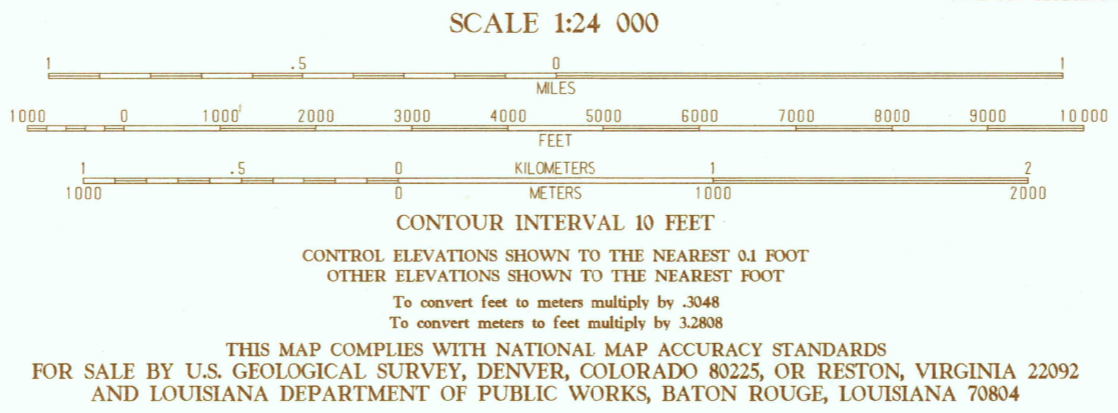 SCALE 1:24 000
1 .5 0 1
MILES
1000 0 1000 2000 3000 4000 5000 6000 7000 8000 9000 10 000
FEET
1 .5 0 KILOMETERS 1 2
1000 0 METERS 1000 2000
CONTOUR INTERVAL 10 FEET
CONTROL ELEVATIONS SHOWN TO THE NEAREST 0.1 FOOT
OTHER ELEVATIONS SHOWN TO THE NEAREST FOOT
To convert feet to meters multiply by .3048
To convert meters to feet multiply by 3.2808
THIS MAP COMPLIES WITH NATIONAL MAP ACCURACY STANDARDS
FOR SALE BY U.S. GEOLOGICAL SURVEY, DENVER, COLORADO 80225, OR RESTON, VIRGINIA 22092
AND LOUISIANA DEPARTMENT OF PUBLIC WORKS, BATON ROUGE, LOUISIANA 70804